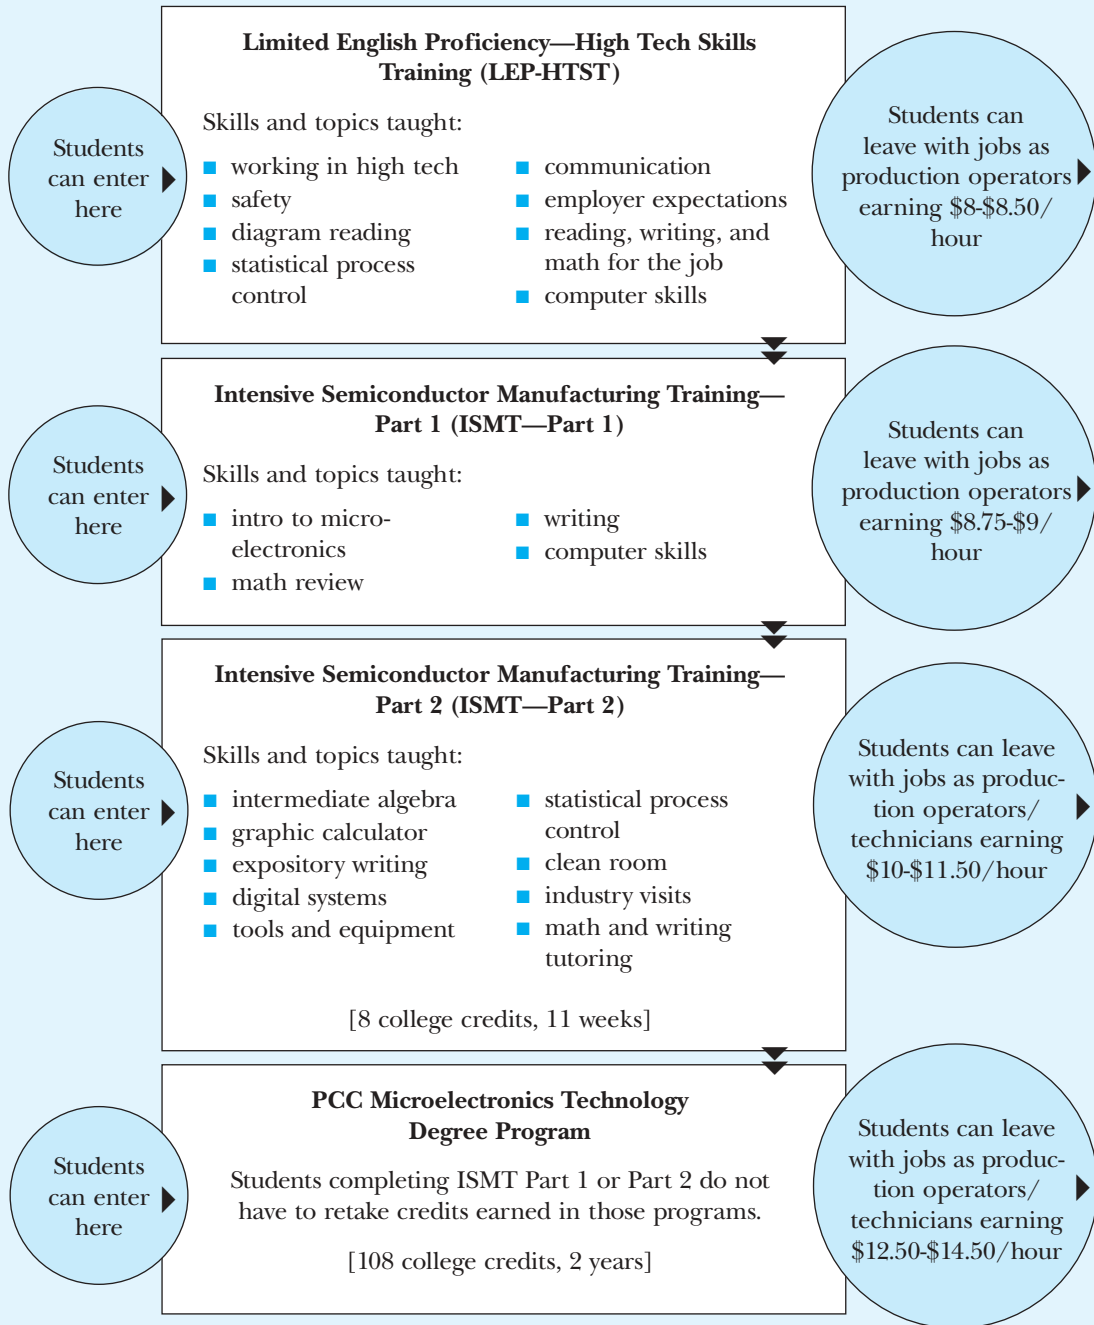 Limited English Proficiency—High Tech Skills
Training (LEP-HTST)
Students
can enter
here
Skills and topics taught:
working in high tech
safety
diagram reading
statistical process
control
communication
employer expectations
reading, writing, and
math for the job
computer skills
Students can
leave with jobs as
production operators
earning $8-$8.50/
hour
Intensive Semiconductor Manufacturing Training—
Part 1 (ISMT—Part 1)
Students
can enter
here
Skills and topics taught:
intro to micro-
electronics
math review
writing
computer skills
Students can
leave with jobs as
production operators
earning $8.75-$9/
hour
Intensive Semiconductor Manufacturing Training—
Part 2 (ISMT—Part 2)
Students
can enter
here
Skills and topics taught:
intermediate algebra
graphic calculator
expository writing
digital systems
tools and equipment
statistical process
control
clean room
industry visits
math and writing
tutoring
[8 college credits, 11 weeks]
Students can leave
with jobs as produc-
tion operators/
technicians earning
$10-$11.50/hour
PCC Microelectronics Technology
Degree Program
Students
can enter
here
Students completing ISMT Part 1 or Part 2 do not
have to retake credits earned in those programs.
[108 college credits, 2 years]
Students can leave
with jobs as produc-
tion operators/
technicians earning
$12.50-$14.50/hour